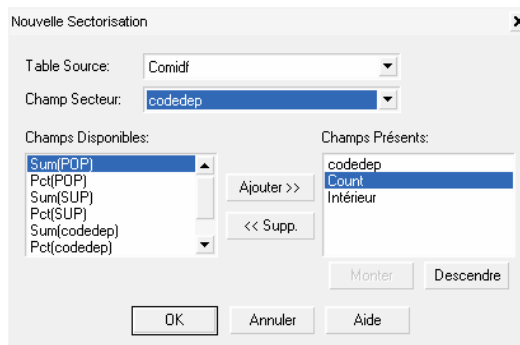 Nouvelle Sectorisation
Table Source: Comidf
Champ Secteur: codedep
Champs Disponibles:
Sum(POP)
Pct(POP)
Sum(SUP)
Pct(SUP)
Sum(codedep)
Pct(codedep)
Ajouter >>
<< Supp.
Champs Présents:
codedep
Count
Intérieur
Monter Descendre
OK Annuler Aide